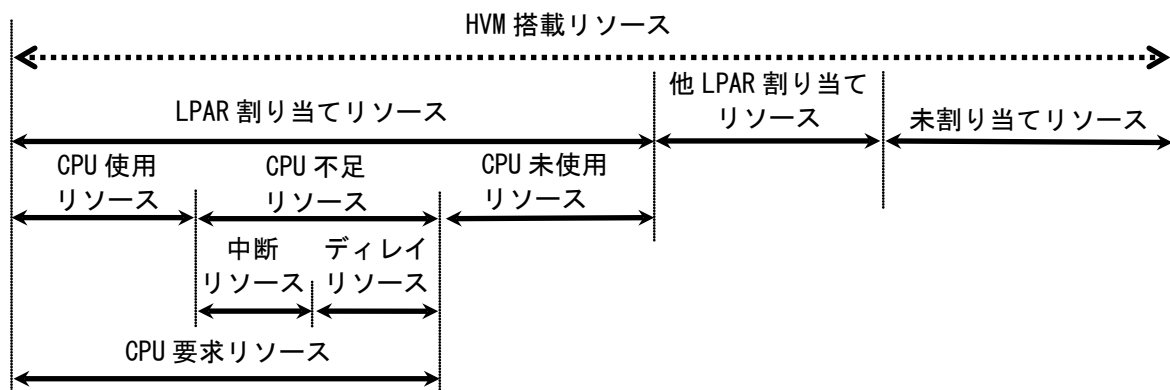 HVM 搭載リソース
LPAR 割り当てリソース
他 LPAR 割り当て
リソース
未割り当てリソース
CPU 使用
リソース
CPU 不足
リソース
CPU 未使用
リソース
中断
リソース
ディレイ
リソース
CPU 要求リソース